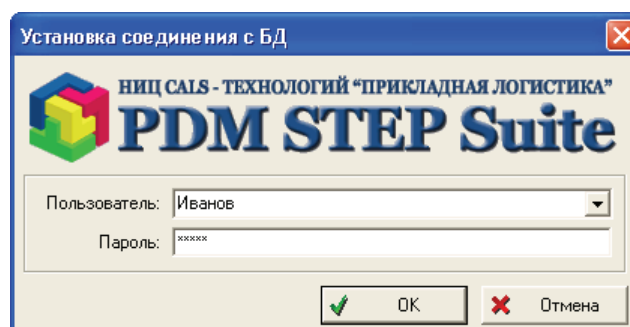 Установка соединения с БД
НИЦ CALS - ТЕХНОЛОГИЙ “ПРИКЛАДНАЯ ЛОГИСТИКА”
PDM STEP Suite
Пользователь: Иванов
Пароль: *****
OK Отмена